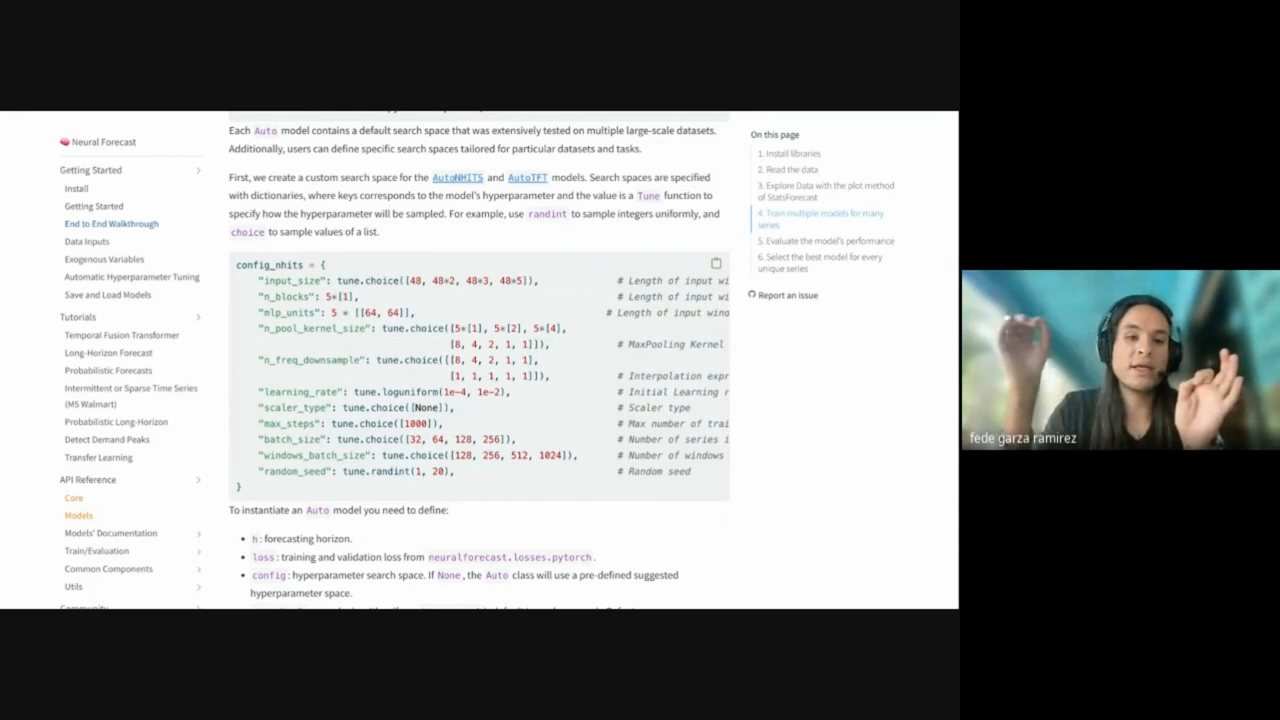 Neural Forecast
Getting Started
Install
Getting Started
End to End Walkthrough
Data Inputs
Exogenous Variables
Automatic Hyperparameter Tuning
Save and Load Models
Tutorials
Temporal Fusion Transformer
Long-Horizon Forecast
Probabilistic Forecasts
Intermittent or Sparse Time Series
(M5 Walmart)
Probabilistic Long-Horizon
Detect Demand Peaks
Transfer Learning
API Reference
Core
Models
Models' Documentation
Train/Evaluation
Common Components
Utils
Community
Each Auto model contains a default search space that was extensively tested on multiple large-scale datasets.
Additionally, users can define specific search spaces tailored for particular datasets and tasks.
First, we create a custom search space for the AutoNHITS and AutoTFT models. Search spaces are specified
with dictionaries, where keys corresponds to the model's hyperparameter and the value is a Tune function to
specify how the hyperparameter will be sampled. For example, use randint to sample integers uniformly, and
choice to sample values of a list.
config_nhits = {
"input_size": tune.choice([48, 48*2, 48*3, 48*5]), # Length of input wi
"n_blocks": 5*[1], # Length of input wi
"mlp_units": 5 * [[64, 64]], # Length of input wind
"n_pool_kernel_size": tune.choice([5*[1], 5*[2], 5*[4],
[8, 4, 2, 1, 1]]), # MaxPooling Kernel
"n_freq_downsample": tune.choice([[8, 4, 2, 1, 1],
[1, 1, 1, 1, 1]]), # Interpolation expr
"learning_rate": tune.loguniform(1e-4, 1e-2), # Initial Learning r
"scaler_type": tune.choice([None]), # Scaler type
"max_steps": tune.choice([1000]), # Max number of trai
"batch_size": tune.choice([32, 64, 128, 256]), # Number of series i
"windows_batch_size": tune.choice([128, 256, 512, 1024]), # Number of windows
"random_seed": tune.randint(1, 20), # Random seed
}
To instantiate an Auto model you need to define:
• h: forecasting horizon.
• loss: training and validation loss from neuralforecast.losses.pytorch.
• config: hyperparameter search space. If None, the Auto class will use a pre-defined suggested
hyperparameter space.
On this page
1. Install libraries
2. Read the data
3. Explore Data with the plot method
of StatsForecast
4. Train multiple models for many
series
5. Evaluate the model's performance
6. Select the best model for every
unique series
Report an issue
fede garza ramirez